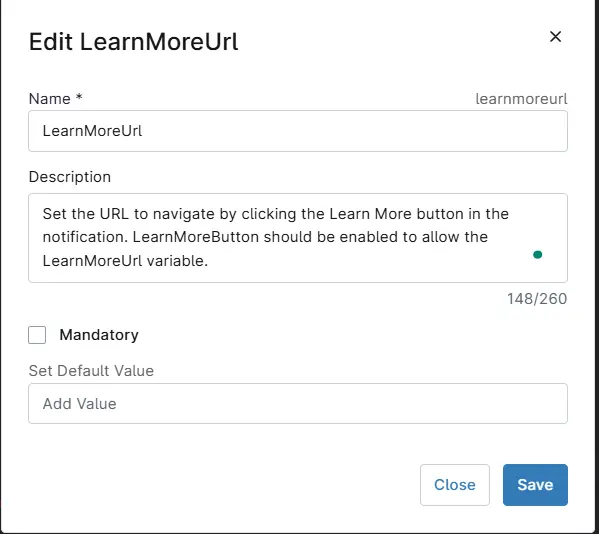 Edit LearnMoreUrl
Name *
learnmoreurl
LearnMoreUrl
Description
Set the URL to navigate by clicking the Learn More button in the
notification. LearnMoreButton should be enabled to allow the
LearnMoreUrl variable.
148/260
Mandatory
Set Default Value
Add Value
Close
Save